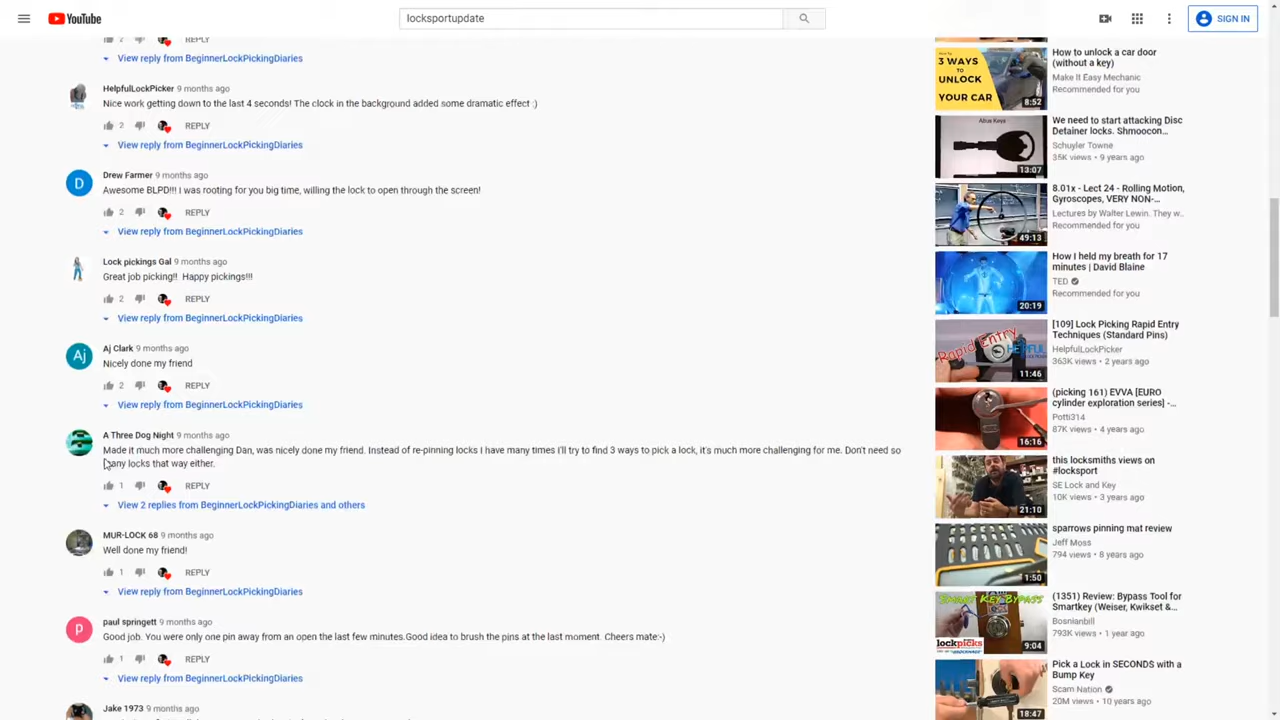 YouTube
locksportupdate
SIGN IN
REPLY
View reply from BeginnerLockPickingDiaries
HelpfulLockPicker 9 months ago
Nice work getting down to the last 4 seconds! The clock in the background added some dramatic effect :)
2 REPLY
View reply from BeginnerLockPickingDiaries
D
Drew Farmer 9 months ago
Awesome BLPD!!! I was rooting for you big time, willing the lock to open through the screen!
2 REPLY
View reply from BeginnerLockPickingDiaries
Lock pickings Gal 9 months ago
Great job picking!! Happy pickings!!!
2 REPLY
View reply from BeginnerLockPickingDiaries
Aj
Aj Clark 9 months ago
Nicely done my friend
2 REPLY
View reply from BeginnerLockPickingDiaries
A Three Dog Night 9 months ago
Made it much more challenging Dan, was nicely done my friend. Instead of re-pinning locks I have many times i'll try to find 3 ways to pick a lock, it's much more challenging for me. Don't need so
many locks that way either.
1 REPLY
View 2 replies from BeginnerLockPickingDiaries and others
MUR-LOCK 68 9 months ago
Well done my friend!
1 REPLY
View reply from BeginnerLockPickingDiaries
p
paul springett 9 months ago
Good job. You were only one pin away from an open the last few minutes.Good idea to brush the pins at the last moment. Cheers mate:-)
1 REPLY
View reply from BeginnerLockPickingDiaries
Jake 1973 9 months ago
3 WAYS
TO
UNLOCK
YOUR CAR
8:52
How to unlock a car door
(without a key)
Make It Easy Mechanic
Recommended for you
Altus Keys
13:07
We need to start attacking Disc
Detainer locks. Shmoocon...
Schuyler Towne
35K views • 9 years ago
49:13
8.01x - Lect 24 - Rolling Motion,
Gyroscopes, VERY NON-...
Lectures by Walter Lewin. They w..
Recommended for you
20:19
How I held my breath for 17
minutes | David Blaine
TED
Recommended for you
Rapid Entry
HELPFUL
11:46
[109] Lock Picking Rapid Entry
Techniques (Standard Pins)
HelpfulLockPicker
363K views • 2 years ago
16:16
(picking 161) EVVA [EURO
cylinder exploration series] -...
Potti314
87K views • 4 years ago
21:10
this locksmiths views on
#locksport
SE Lock and Key
10K views • 3 years ago
1:50
sparrows pinning mat review
Jeff Moss
794 views • 8 years ago
SMART KEY BYPASS
lockpicks
9:04
(1351) Review: Bypass Tool for
Smartkey (Weiser, Kwikset &...
Bosnianbill
793K views • 1 year ago
18:47
Pick a Lock in SECONDS with a
Bump Key
Scam Nation
20M views • 10 years ago